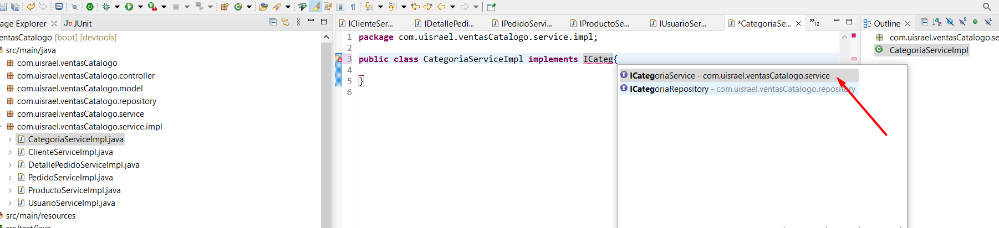 age Explorer
JUnit
entasCatalogo [boot] [devtools]
src/main/java
com.uisrael.ventasCatalogo
com.uisrael.ventasCatalogo.controller
com.uisrael.ventasCatalogo.model
com.uisrael.ventasCatalogo.repository
com.uisrael.ventasCatalogo.service
com.uisrael.ventasCatalogo.service.impl
CategoriaServiceImpl.java
ClienteServiceImpl.java
DetallePedidoServiceImpl.java
PedidoServiceImpl.java
ProductoServiceImpl.java
UsuarioServiceImpl.java
src/main/resources
src/test/java
IClienteSer... IDetallePedi... IPedidoServi... IProductoSe... IUsuarioSer... *CategoriaSe... »12
1 package com.uisrael.ventasCatalogo.service.impl;
2
3 public class CategoriaServiceImpl implements ICateg{
4
5 }
6
ICategoriaService - com.uisrael.ventasCatalogo.service
ICategoriaRepository - com.uisrael.ventasCatalogo.repository
Outline
com.uisrael.ventasCatalogo.se
CategoriaServiceImpl